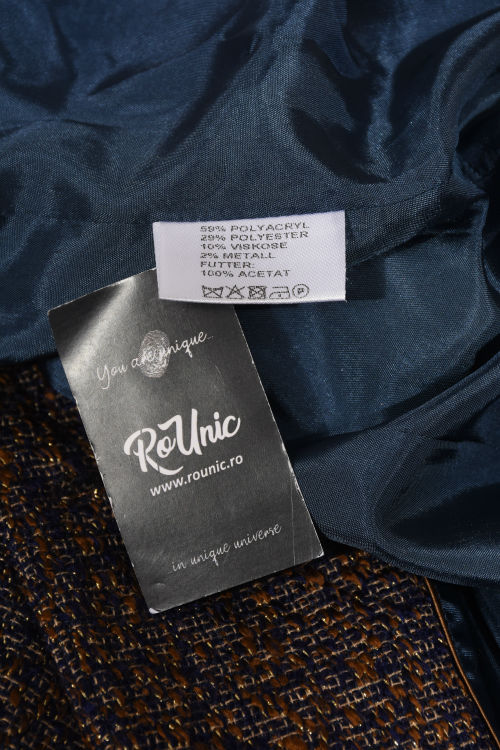 59% POLYACRYL
29% POLYESTER
10% VISKOSE
2% METALL
FUTTER:
100% ACETAT
You are unique...
RoUnic
www.rounic.ro
in unique universe